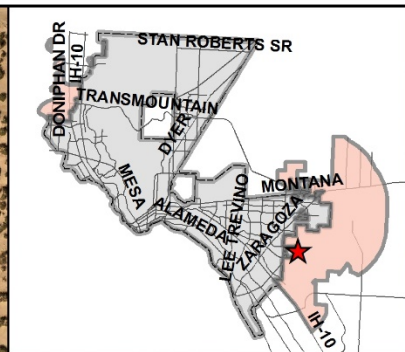 STAN ROBERTS SR
DONIPHAN DR
IH-10
TRANSMOUNTAIN
DYER
MESA
MONTANA
ALAMEDA
LEE TREVINO
ZARAGOZA
IH-10